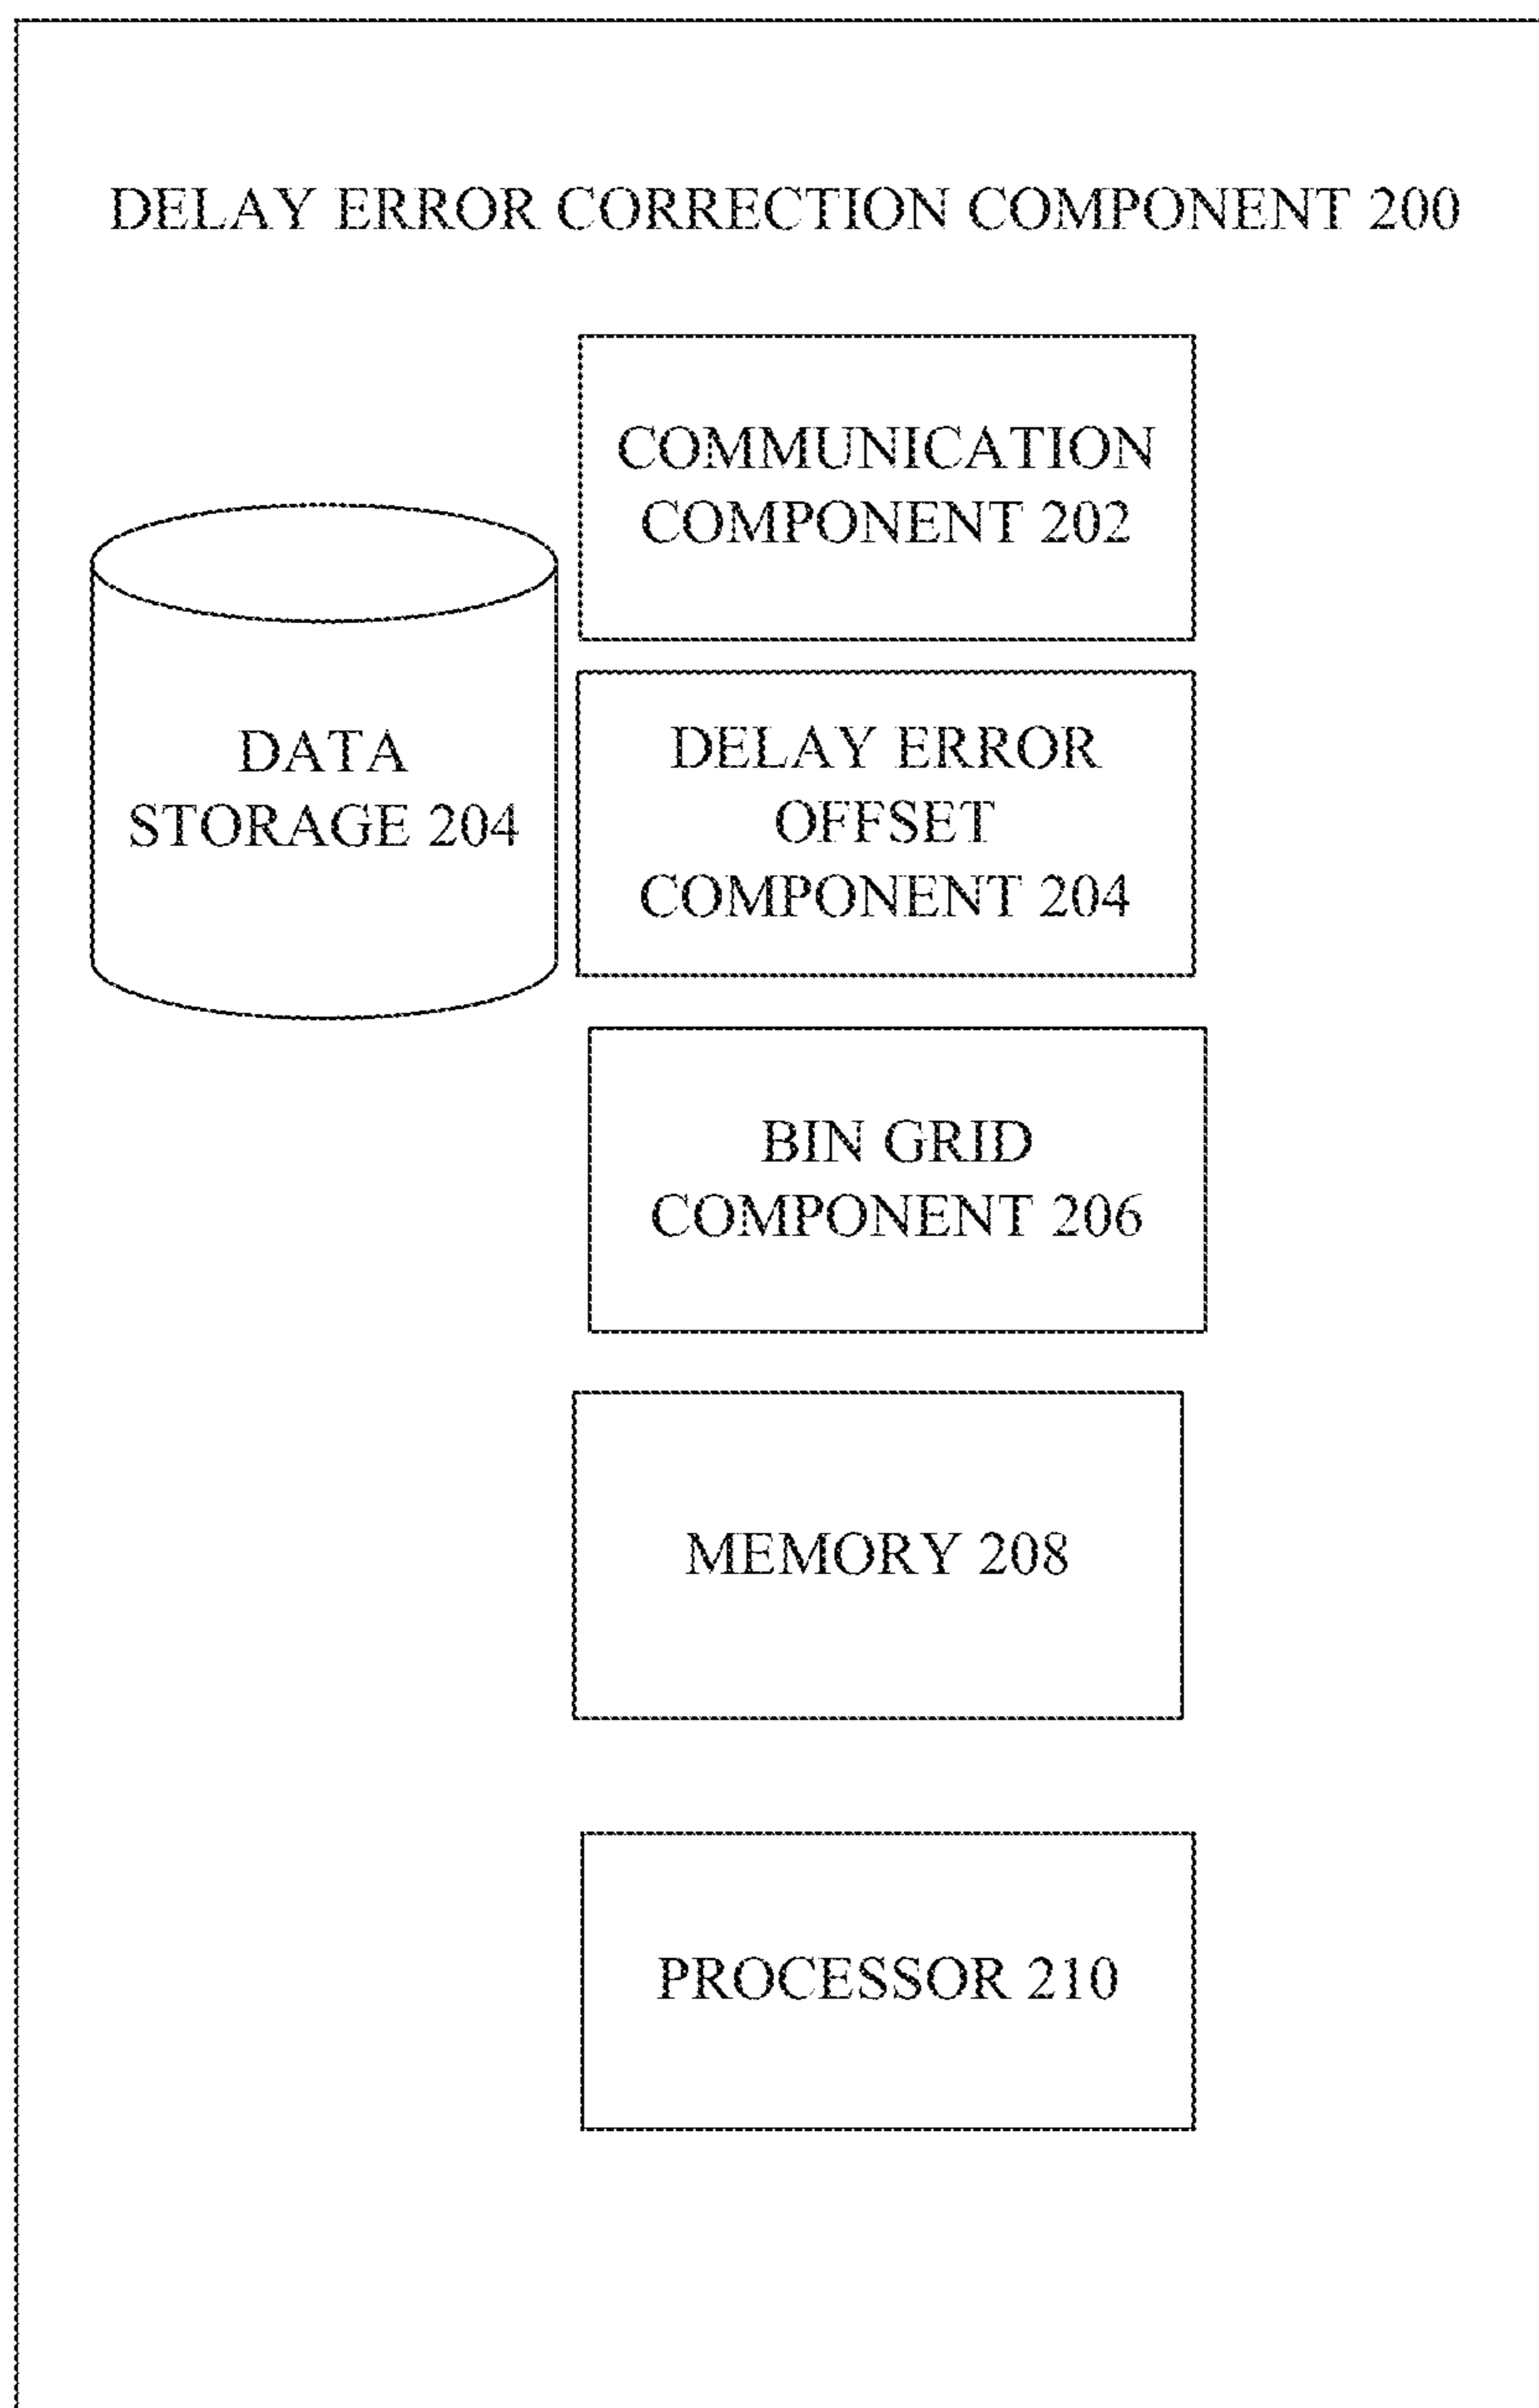 DELAY ERROR CORRECTION COMPONENT 200
COMMUNICATION
COMPONENT 202
DATA
STORAGE 204
DELAY ERROR
OFFSET
COMPONENT 204
BIN GRID
COMPONENT 206
MEMORY 208
PROCESSOR 210